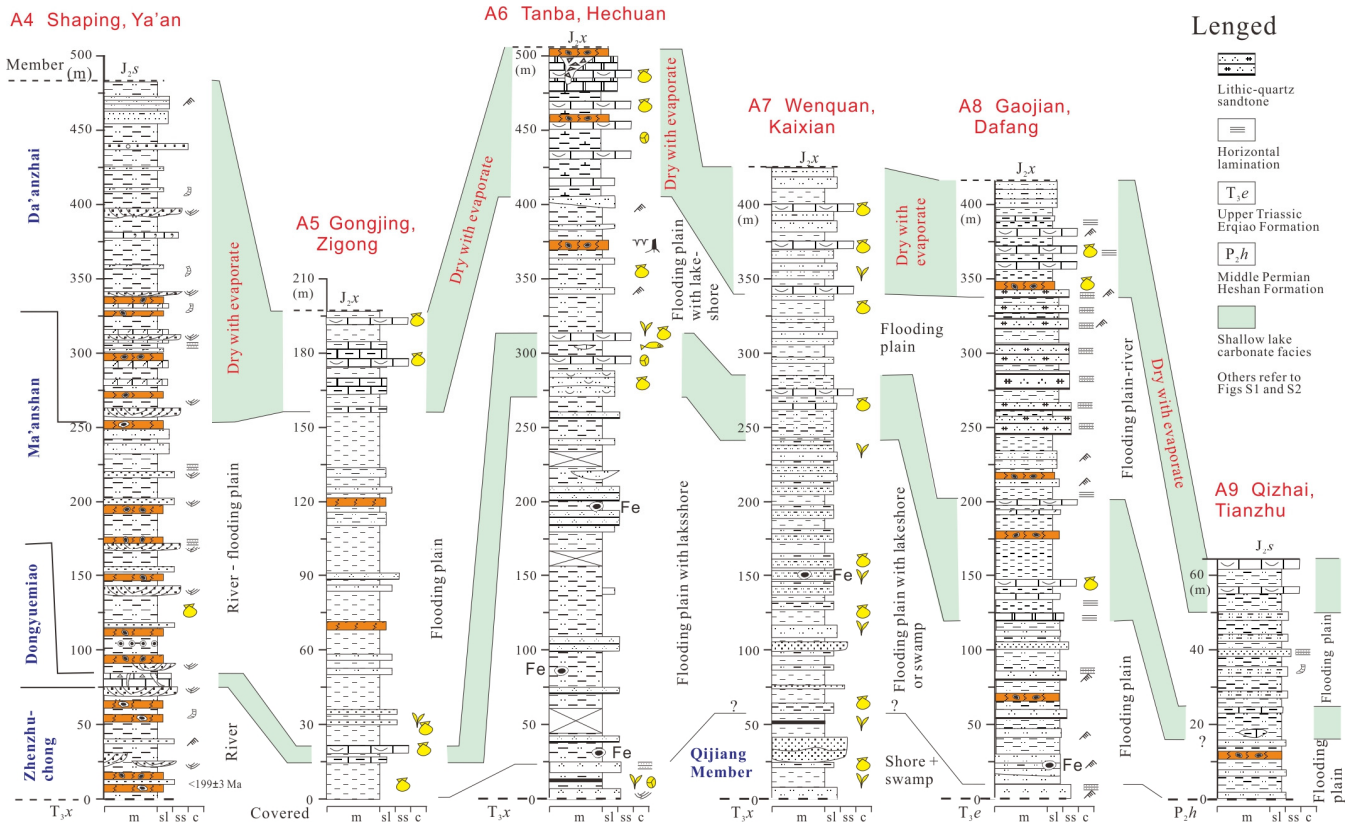 A4 Shaping, Ya'an
Member
500
(m)
J₂s
450
400
350
300
250
200
150
100
50
0
Da'anzhai
Ma'anshan
Dongyuemiao
Zhenzhu-
chong
T₃x
<199±3 Ma
m sl ss c
Dry with evaporate
River - flooding plain
River
A5 Gongjing,
Zigong
210
(m)
J₂x
180
150
120
90
60
30
0
Covered
m sl ss c
Dry with evaporate
Flooding plain
A6 Tanba, Hechuan
J₂x
500
(m)
450
400
350
300
250
200
150
100
50
0
Fe
Fe
Fe
T₃x
m sl ss c
Dry with evaporate
Flooding plain
with lake-
shore
Flooding plain with laksshore
A7 Wenquan,
Kaixian
J₂x
400
(m)
350
300
250
200
150
100
50
0
Fe
?
Qijiang
Member
T₃x
m sl ss c
Dry with
evaporate
Flooding
plain
Flooding plain with lakeshore
or swamp
?
Shore +
swamp
A8 Gaojian,
Dafang
J₂x
400
(m)
350
300
250
200
150
100
50
0
Fe
T₃e
m sl ss c
Flooding plain-river
Flooding plain
Dry with evaporate
A9 Qizhai,
Tianzhu
J₂s
60
(m)
40
20
?
0
P₂h
m sl ss c
Flooding plain
Flooding
plain
Lenged
Lithic-quartz
sandtone
Horizontal
lamination
T₃e
Upper Triassic
Erqiao Formation
P₂h
Middle Permian
Heshan Formation
Shallow lake
carbonate facies
Others refer to
Figs S1 and S2